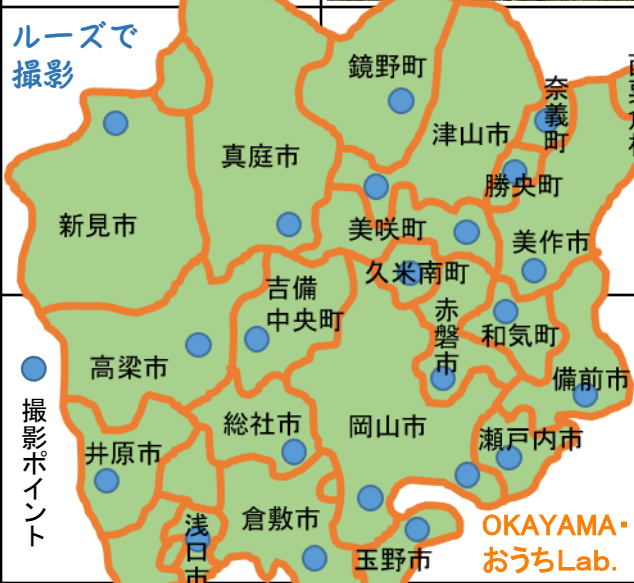 ルーズで
撮影
鏡野町
奈義町
津山市
真庭市
勝央町
新見市
美咲町
美作市
久米南町
吉備
中央町
赤磐市
和気町
高梁市
備前市
撮影ポイント
総社市
岡山市
瀬戸内市
井原市
倉敷市
浅口市
玉野市
OKAYAMA・
おうちLab.